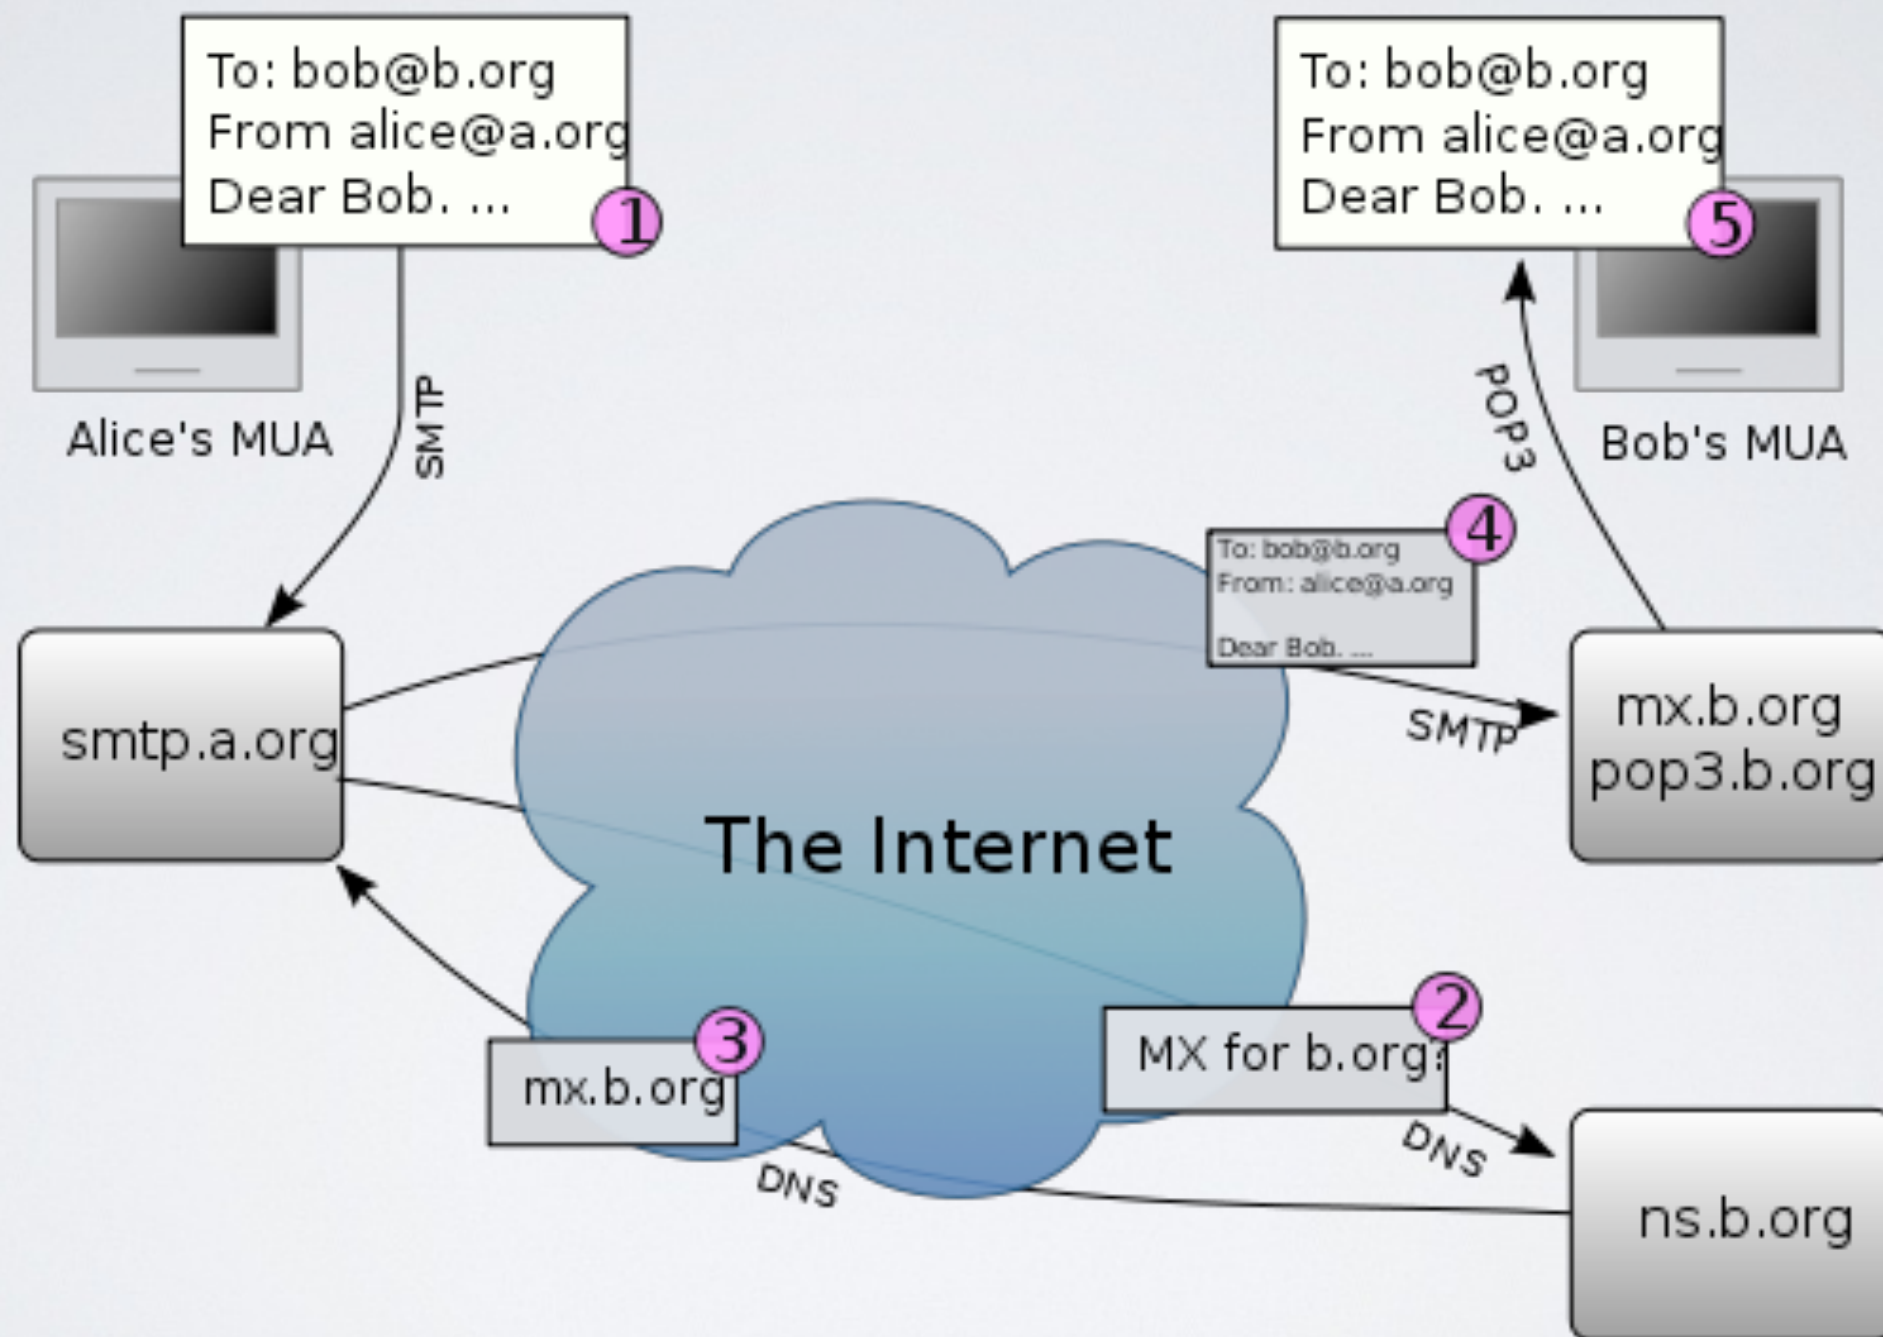 To: bob@b.org
From alice@a.org
Dear Bob. ...
1
Alice's MUA
SMTP
To: bob@b.org
From alice@a.org
Dear Bob. ...
5
POP3
Bob's MUA
smtp.a.org
To: bob@b.org
From: alice@a.org
Dear Bob. ...
4
SMTP
mx.b.org
pop3.b.org
The Internet
mx.b.org
3
DNS
MX for b.org?
2
DNS
ns.b.org